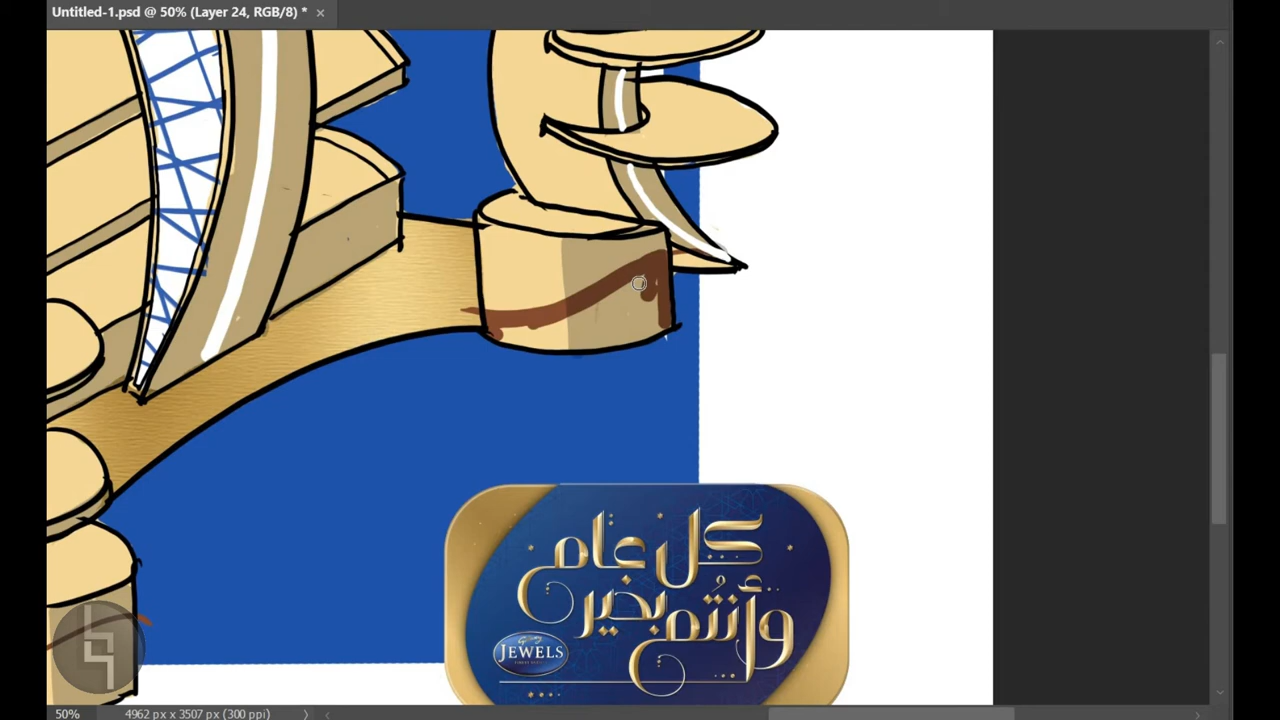 Untitled-1.psd @ 50% (Layer 24, RGB/8) * ×
كل عام
وأنتُم بخير
JEWELS
50% 4962 px x 3507 px (300 ppi)